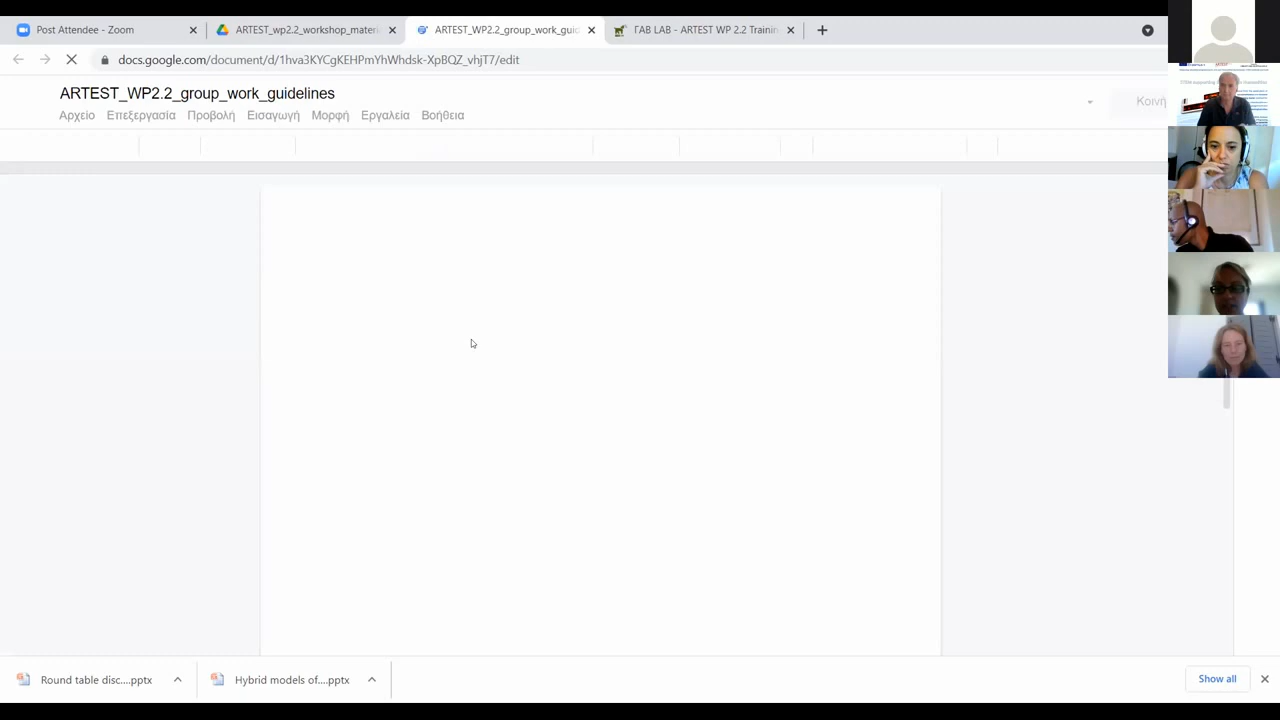 Post Attendee - Zoom
ARTEST_wp2.2_workshop_materi
ARTEST_WP2.2_group_work_guid
ΓAB LAB - ARTEST WP 2.2 Trainin
docs.google.com/document/d/1hva3KYCgKEHPmYhWhdsk-XpBQZ_vhjT7/edit
ARTEST_WP2.2_group_work_guidelines
Κοινή
Αρχείο Επεξεργασία Προβολή Εισαγωγή Μορφή Εργαλεία Βοήθεια
Round table disc....pptx
Hybrid models of....pptx
Show all